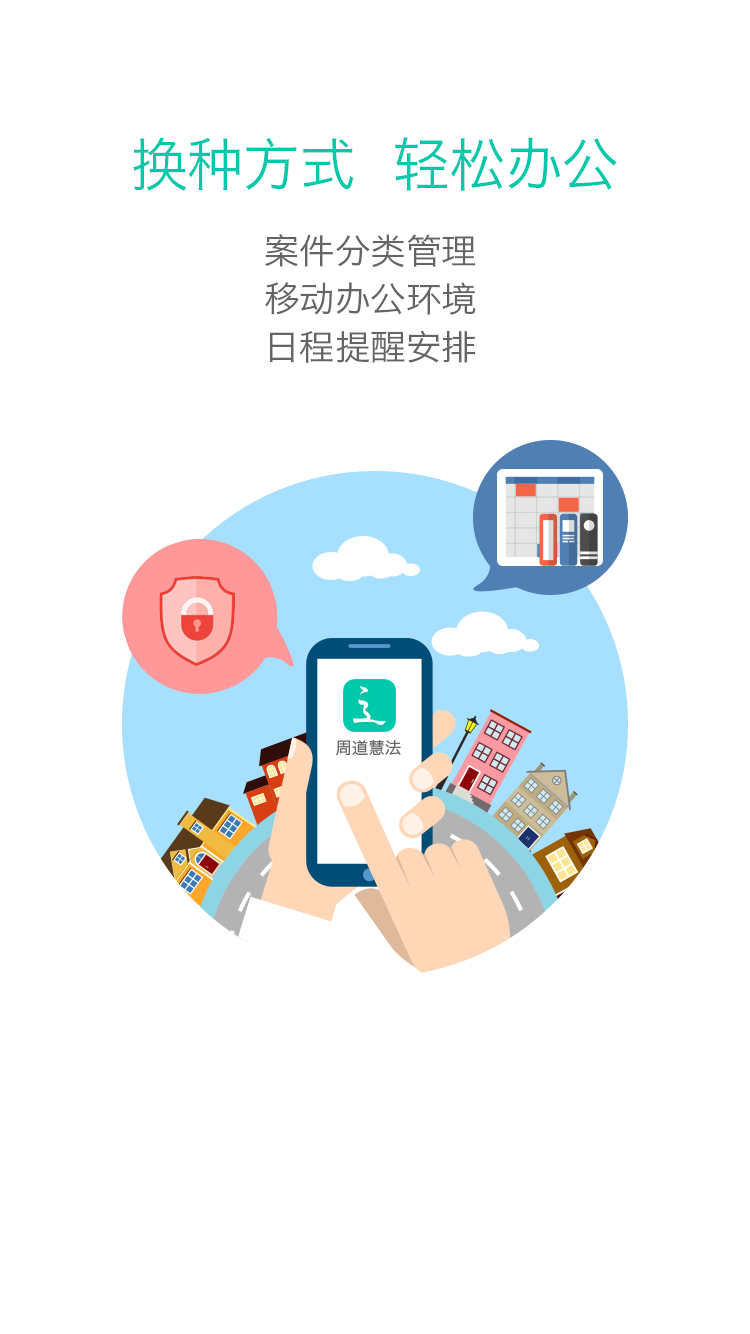 换种方式 轻松办公
案件分类管理
移动办公环境
日程提醒安排
周道慧法